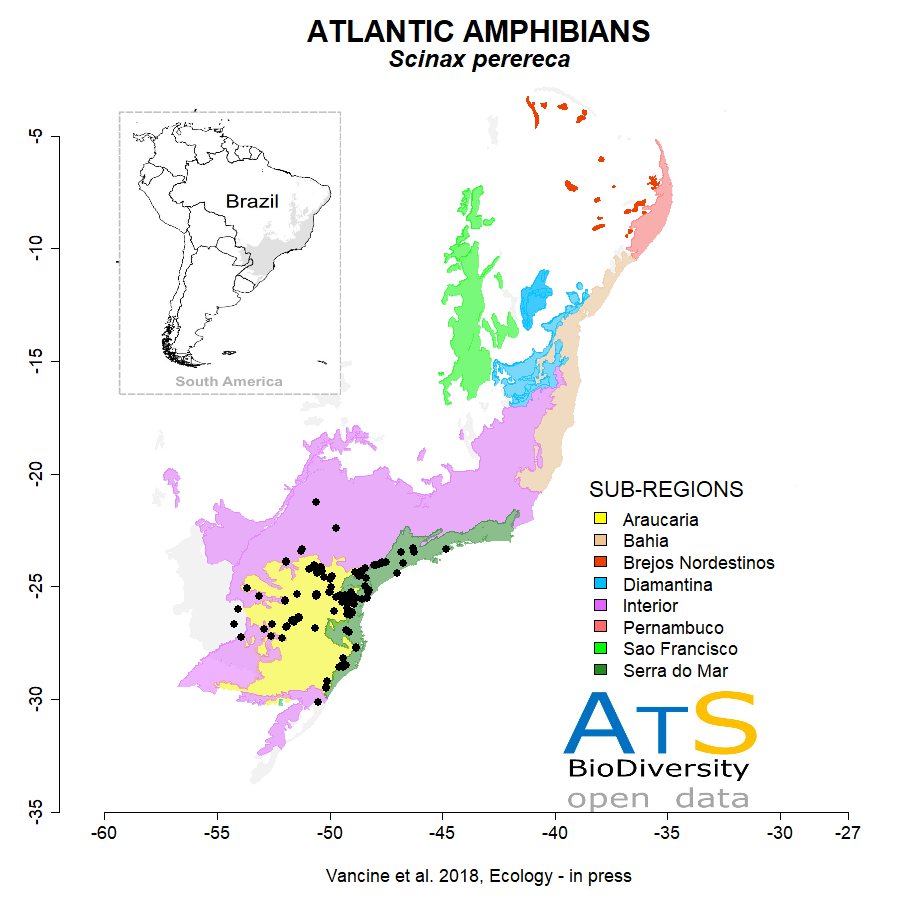 ATLANTIC AMPHIBIANS
Scinax perereca
Brazil
South America
-5
-10
-15
-20
-25
-30
-35
SUB-REGIONS
Araucaria
Bahia
Brejos Nordestinos
Diamantina
Interior
Pernambuco
Sao Francisco
Serra do Mar
ATS
BioDiversity
open data
-60
-55
-50
-45
-40
-35
-30
-27
Vancine et al. 2018, Ecology - in press